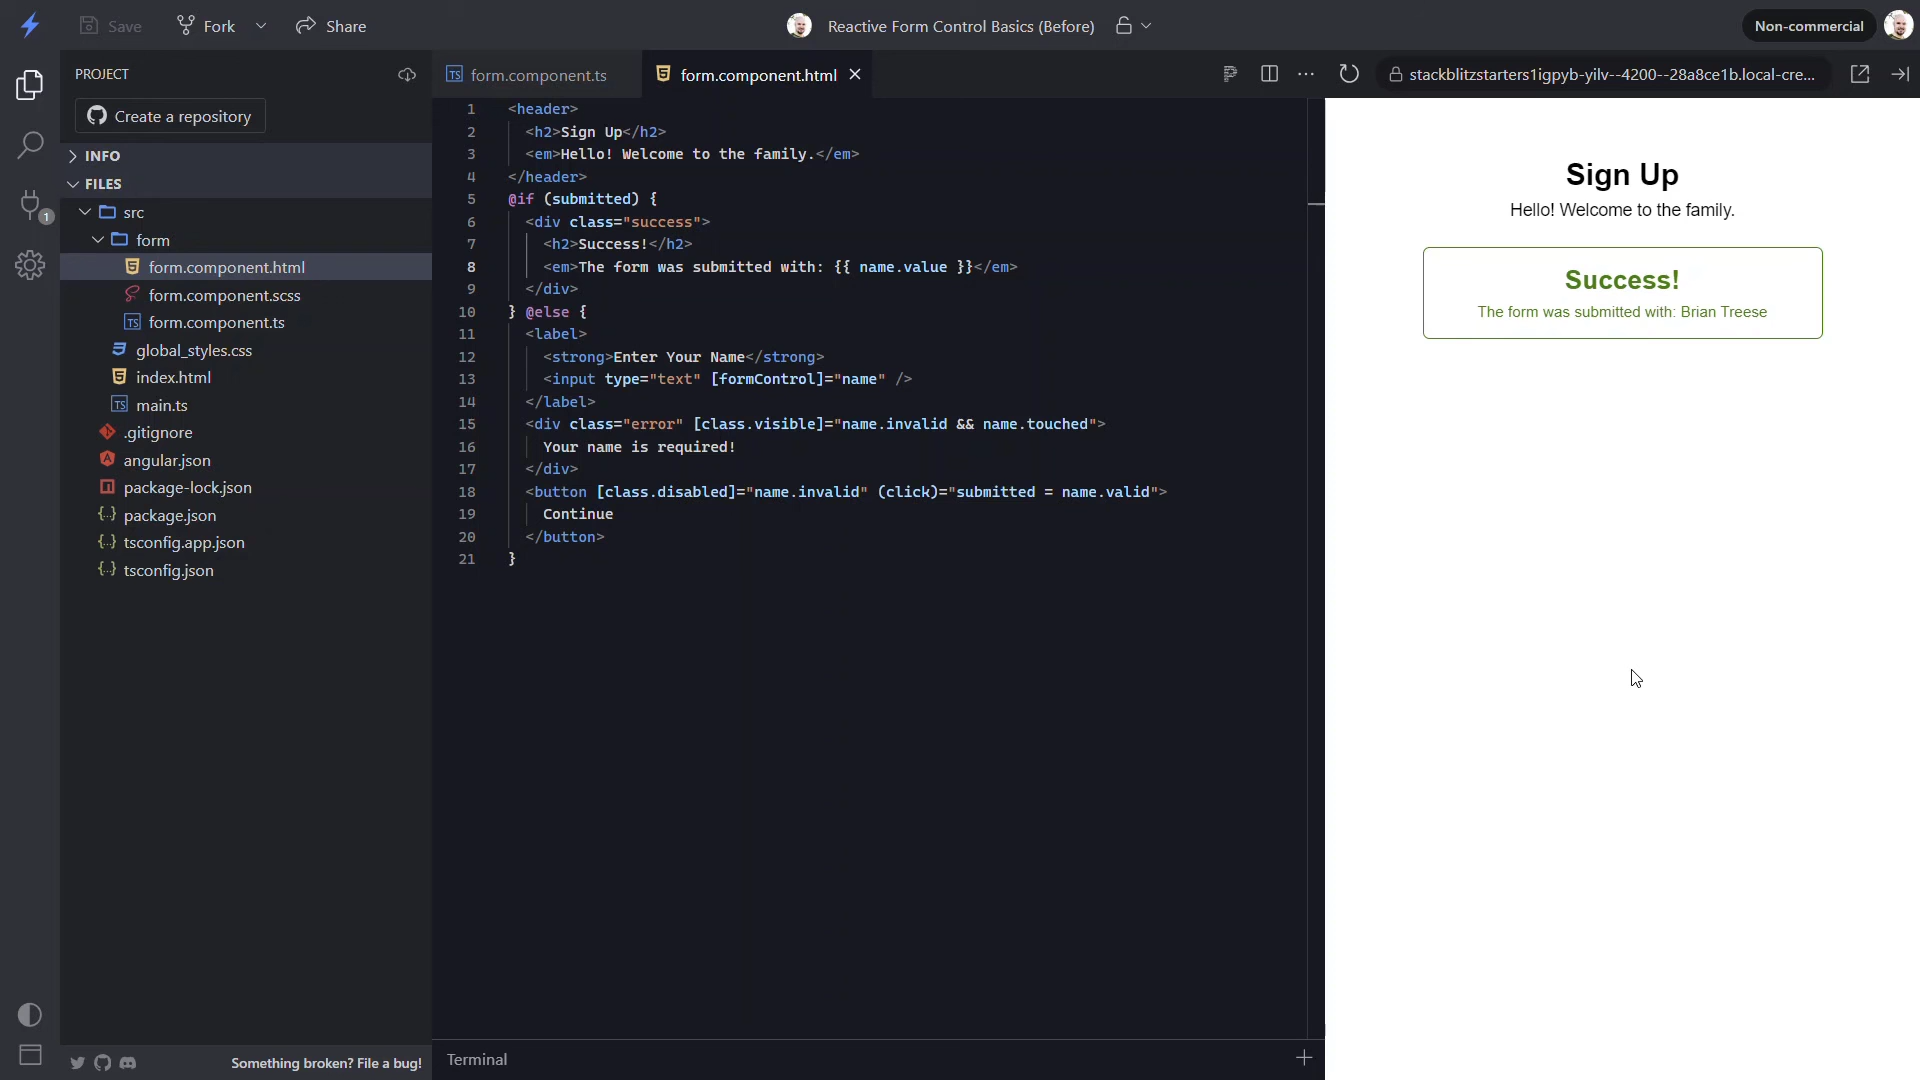 Save
Fork
Share
Reactive Form Control Basics (Before)
Non-commercial
PROJECT
Create a repository
INFO
FILES
src
form
form.component.html
form.component.scss
form.component.ts
global_styles.css
index.html
main.ts
.gitignore
angular.json
package-lock.json
package.json
tsconfig.app.json
tsconfig.json
1
Something broken? File a bug!
form.component.ts
form.component.html
1 <header>
2 <h2>Sign Up</h2>
3 <em>Hello! Welcome to the family.</em>
4 </header>
5 @if (submitted) {
6 <div class="success">
7 <h2>Success!</h2>
8 <em>The form was submitted with: {{ name.value }}</em>
9 </div>
10 } @else {
11 <label>
12 <strong>Enter Your Name</strong>
13 <input type="text" [formControl]="name" />
14 </label>
15 <div class="error" [class.visible]="name.invalid && name.touched">
16 Your name is required!
17 </div>
18 <button [class.disabled]="name.invalid" (click)="submitted = name.valid">
19 Continue
20 </button>
21 }
Terminal
stackblitzstarters1igpyb-yilv--4200--28a8ce1b.local-cre...
Sign Up
Hello! Welcome to the family.
Success!
The form was submitted with: Brian Treese